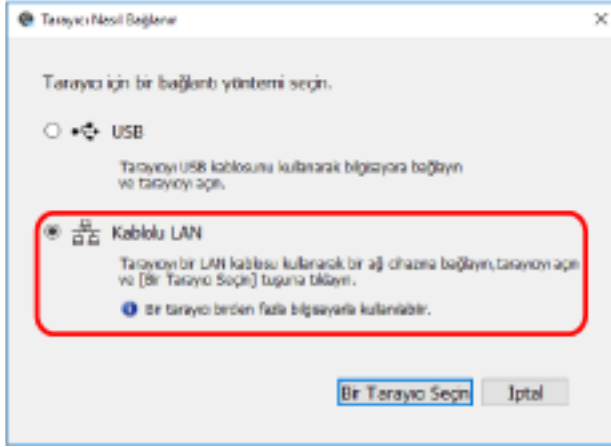 Tarayıcı Nasıl Bağlanır
Tarayıcı için bir bağlantı yöntemi seçin.
USB
Tarayıcıyı USB kablosunu kullanarak bilgisayara bağlayın
ve tarayıcıyı açın.
Kablolu LAN
Tarayıcıyı bir LAN kablosu kullanarak bir ağ cihazına bağlayın,tarayıcıyı açın
ve [Bir Tarayıcı Seçin] tuşuna tıklayın.
Bir tarayıcı birden fazla bilgisayarla kullanılabilir.
Bir Tarayıcı Seçin
İptal